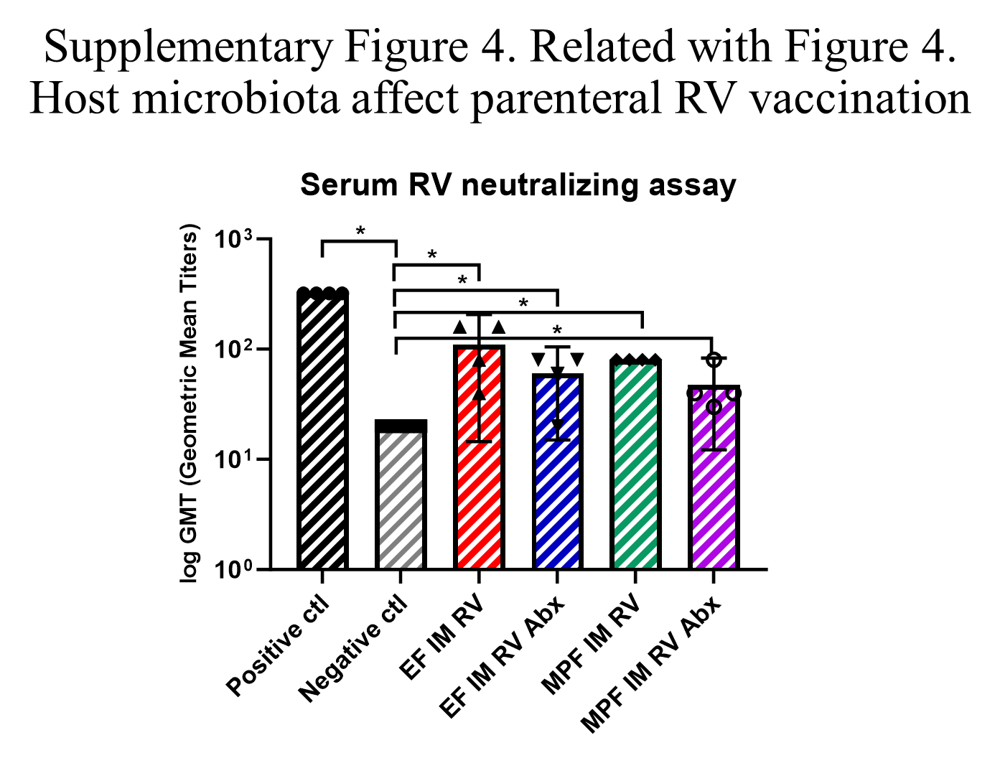 Supplementary Figure 4. Related with Figure 4.
Host microbiota affect parenteral RV vaccination
Serum RV neutralizing assay
log GMT (Geometric Mean Titers)
10³
10²
10¹
10⁰
*
*
*
*
*
Positive ctl
Negative ctl
EF IM RV
EF IM RV Abx
MPF IM RV
MPF IM RV Abx